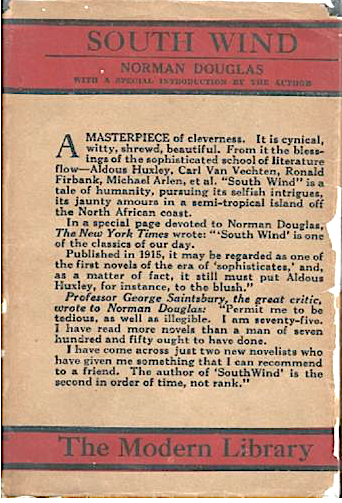 SOUTH WIND
NORMAN DOUGLAS
WITH A SPECIAL INTRODUCTION BY THE AUTHOR
A MASTERPIECE of cleverness. It is cynical,
witty, shrewd, beautiful. From it the bless-
ings of the sophisticated school of literature
flow—Aldous Huxley, Carl Van Vechten, Ronald
Firbank, Michael Arlen, et al. "South Wind" is a
tale of humanity, pursuing its selfish intrigues,
its jaunty amours in a semi-tropical island off
the North African coast.
In a special page devoted to Norman Douglas,
The New York Times wrote: "'South Wind' is one
of the classics of our day.
Published in 1915, it may be regarded as one of
the first novels of the era of 'sophisticates,' and,
as a matter of fact, it still must put Aldous
Huxley, for instance, to the blush."
Professor George Saintsbury, the great critic,
wrote to Norman Douglas: "Permit me to be
tedious, as well as illegible. I am seventy-five.
I have read more novels than a man of seven
hundred and fifty ought to have done.
I have come across just two new novelists who
have given me something that I can recommend
to a friend. The author of 'SouthWind' is the
second in order of time, not rank."
The Modern Library